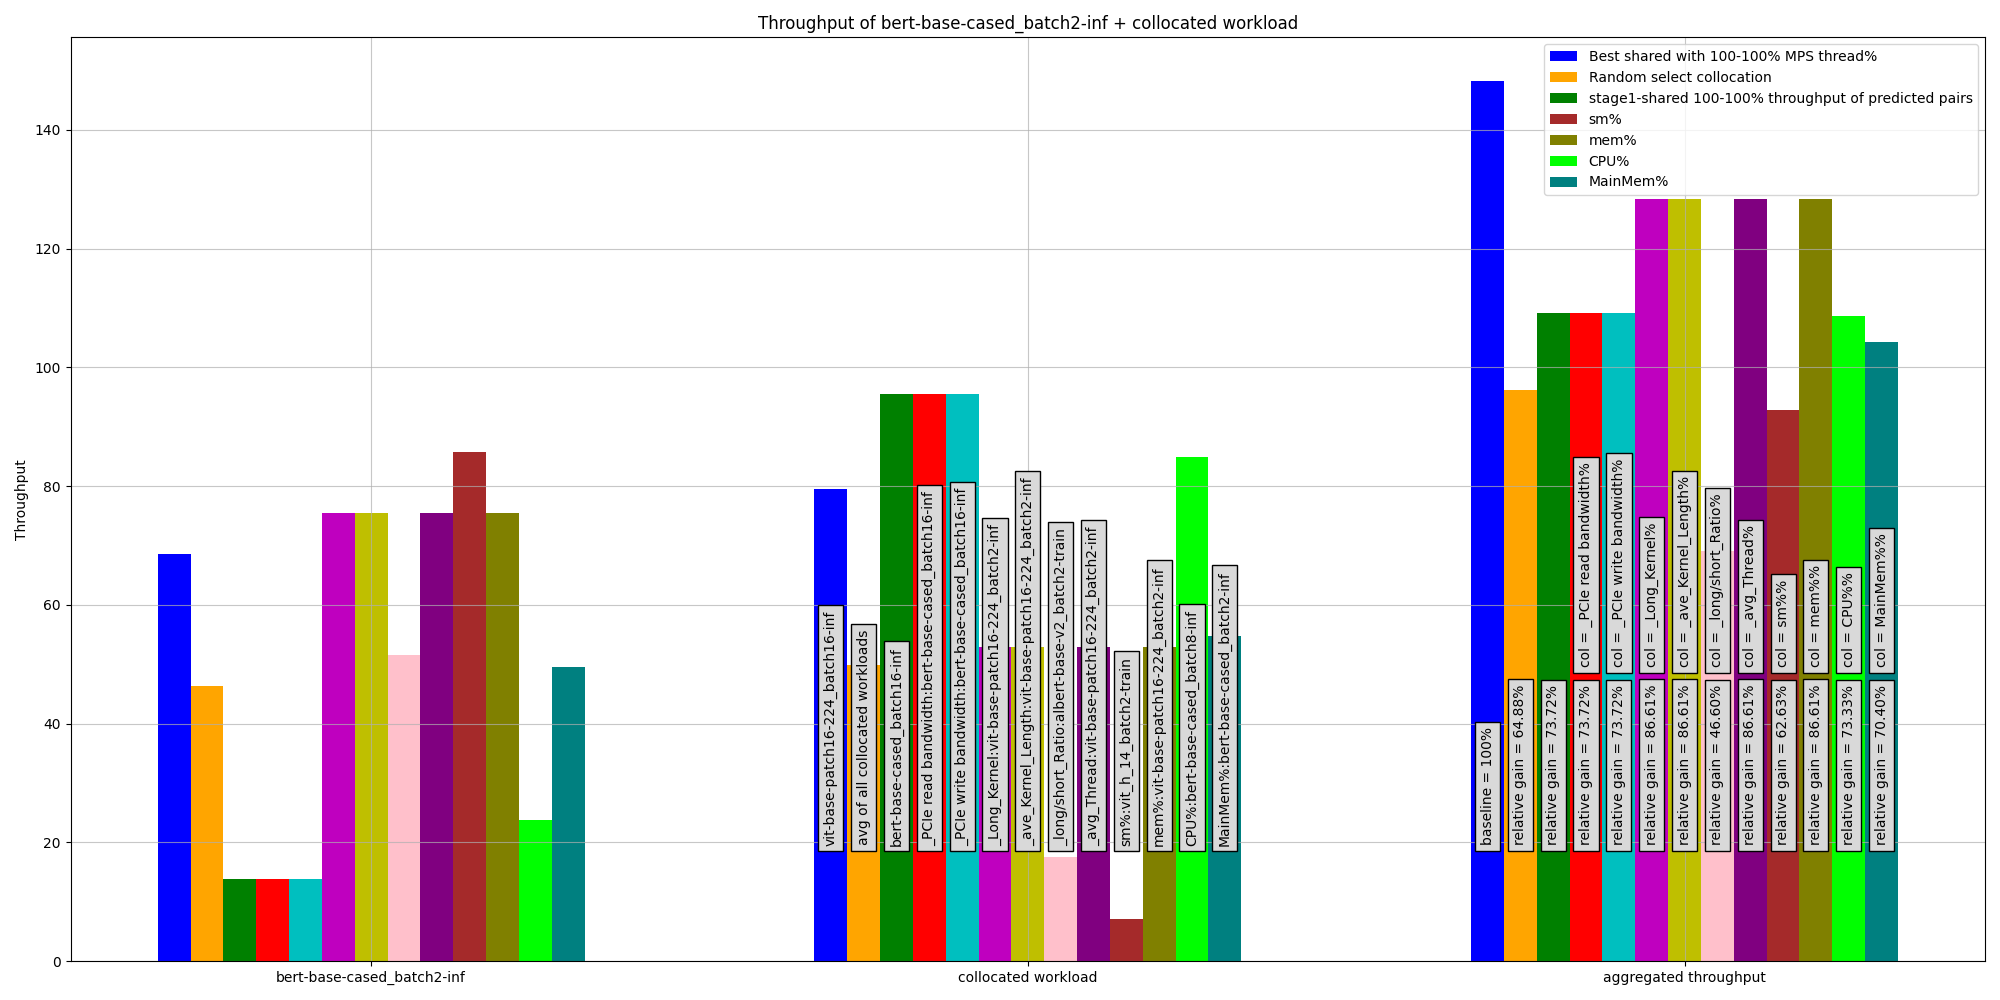 Throughput of bert-base-cased_batch2-inf + collocated workload
Best shared with 100-100% MPS thread%
Random select collocation
stage1-shared 100-100% throughput of predicted pairs
sm%
mem%
CPU%
MainMem%
Throughput
140
120
100
80
60
40
20
0
vit-base-patch16-224_batch16-inf
avg of all collocated workloads
bert-base-cased_batch16-inf
_PCIe read bandwidth:bert-base-cased_batch16-inf
_PCIe write bandwidth:bert-base-cased_batch16-inf
_Long_Kernel:vit-base-patch16-224_batch2-inf
_ave_Kernel_Length:vit-base-patch16-224_batch2-inf
_long/short_Ratio:albert-base-v2_batch2-train
_avg_Thread:vit-base-patch16-224_batch2-inf
sm%:vit_h_14_batch2-train
mem%:vit-base-patch16-224_batch2-inf
CPU%:bert-base-cased_batch8-inf
MainMem%:bert-base-cased_batch2-inf
col = _PCIe read bandwidth%
col = _PCIe write bandwidth%
col = _Long_Kernel%
col = _ave_Kernel_Length%
col = _long/short_Ratio%
col = _avg_Thread%
col = sm%%
col = mem%%
col = CPU%%
col = MainMem%%
baseline = 100%
relative gain = 64.88%
relative gain = 73.72%
relative gain = 73.72%
relative gain = 73.72%
relative gain = 86.61%
relative gain = 86.61%
relative gain = 46.60%
relative gain = 86.61%
relative gain = 62.63%
relative gain = 86.61%
relative gain = 73.33%
relative gain = 70.40%
bert-base-cased_batch2-inf
collocated workload
aggregated throughput